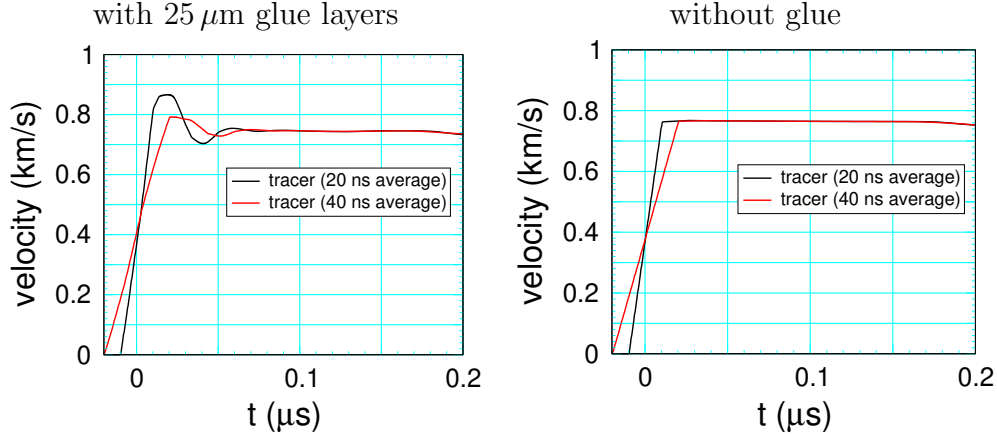 with 25 μm glue layers
1
0.8
0.6
0.4
0.2
0
velocity (km/s)
tracer (20 ns average)
tracer (40 ns average)
0
0.1
0.2
t (μs)
without glue
1
0.8
0.6
0.4
0.2
0
velocity (km/s)
tracer (20 ns average)
tracer (40 ns average)
0
0.1
0.2
t (μs)